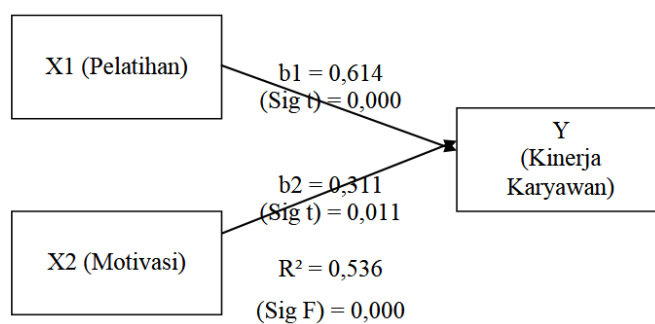 X1 (Pelatihan)
b1 = 0,614
(Sig t) = 0,000
Y
(Kinerja
Karyawan)
b2 = 0,311
(Sig t) = 0,011
X2 (Motivasi)
R² = 0,536
(Sig F) = 0,000